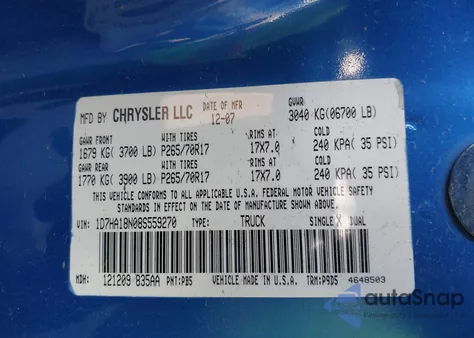 MFD BY CHRYSLER LLC DATE OF MFR 12-07 GVWR 3040 KG(06700 LB)
GAWR FRONT WITH TIRES RIMS AT COLD
1679 KG( 3700 LB) P265/70R17 17X7.0 240 KPA( 35 PSI)
GAWR REAR WITH TIRES RIMS AT COLD
1770 KG( 3900 LB) P265/70R17 17X7.0 240 KPA( 35 PSI)
THIS VEHICLE CONFORMS TO ALL APPLICABLE U.S.A. FEDERAL MOTOR VEHICLE SAFETY
STANDARDS IN EFFECT ON THE DATE OF MANUFACTURE SHOWN ABOVE.
VIN: 1D7HA18N08S559270 TYPE: TRUCK SINGLE X DUAL
MDH: 121209 835AA PNT:PB5 VEHICLE MADE IN U.S.A. TRM:P9D5 4648503
autoSnap